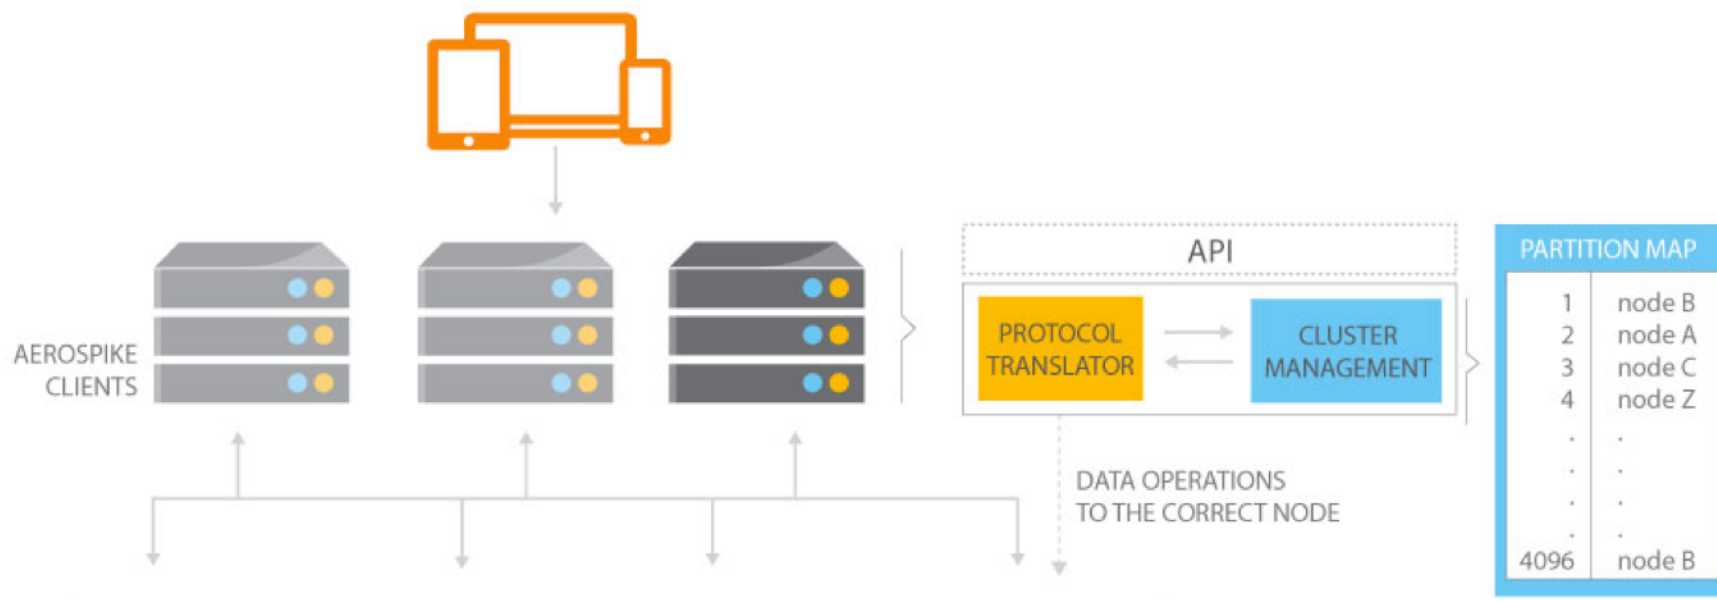 AEROSPIKE
CLIENTS
API
PROTOCOL
TRANSLATOR
CLUSTER
MANAGEMENT
DATA OPERATIONS
TO THE CORRECT NODE
PARTITION MAP
1 node B
2 node A
3 node C
4 node Z
. .
. .
. .
. .
4096 node B